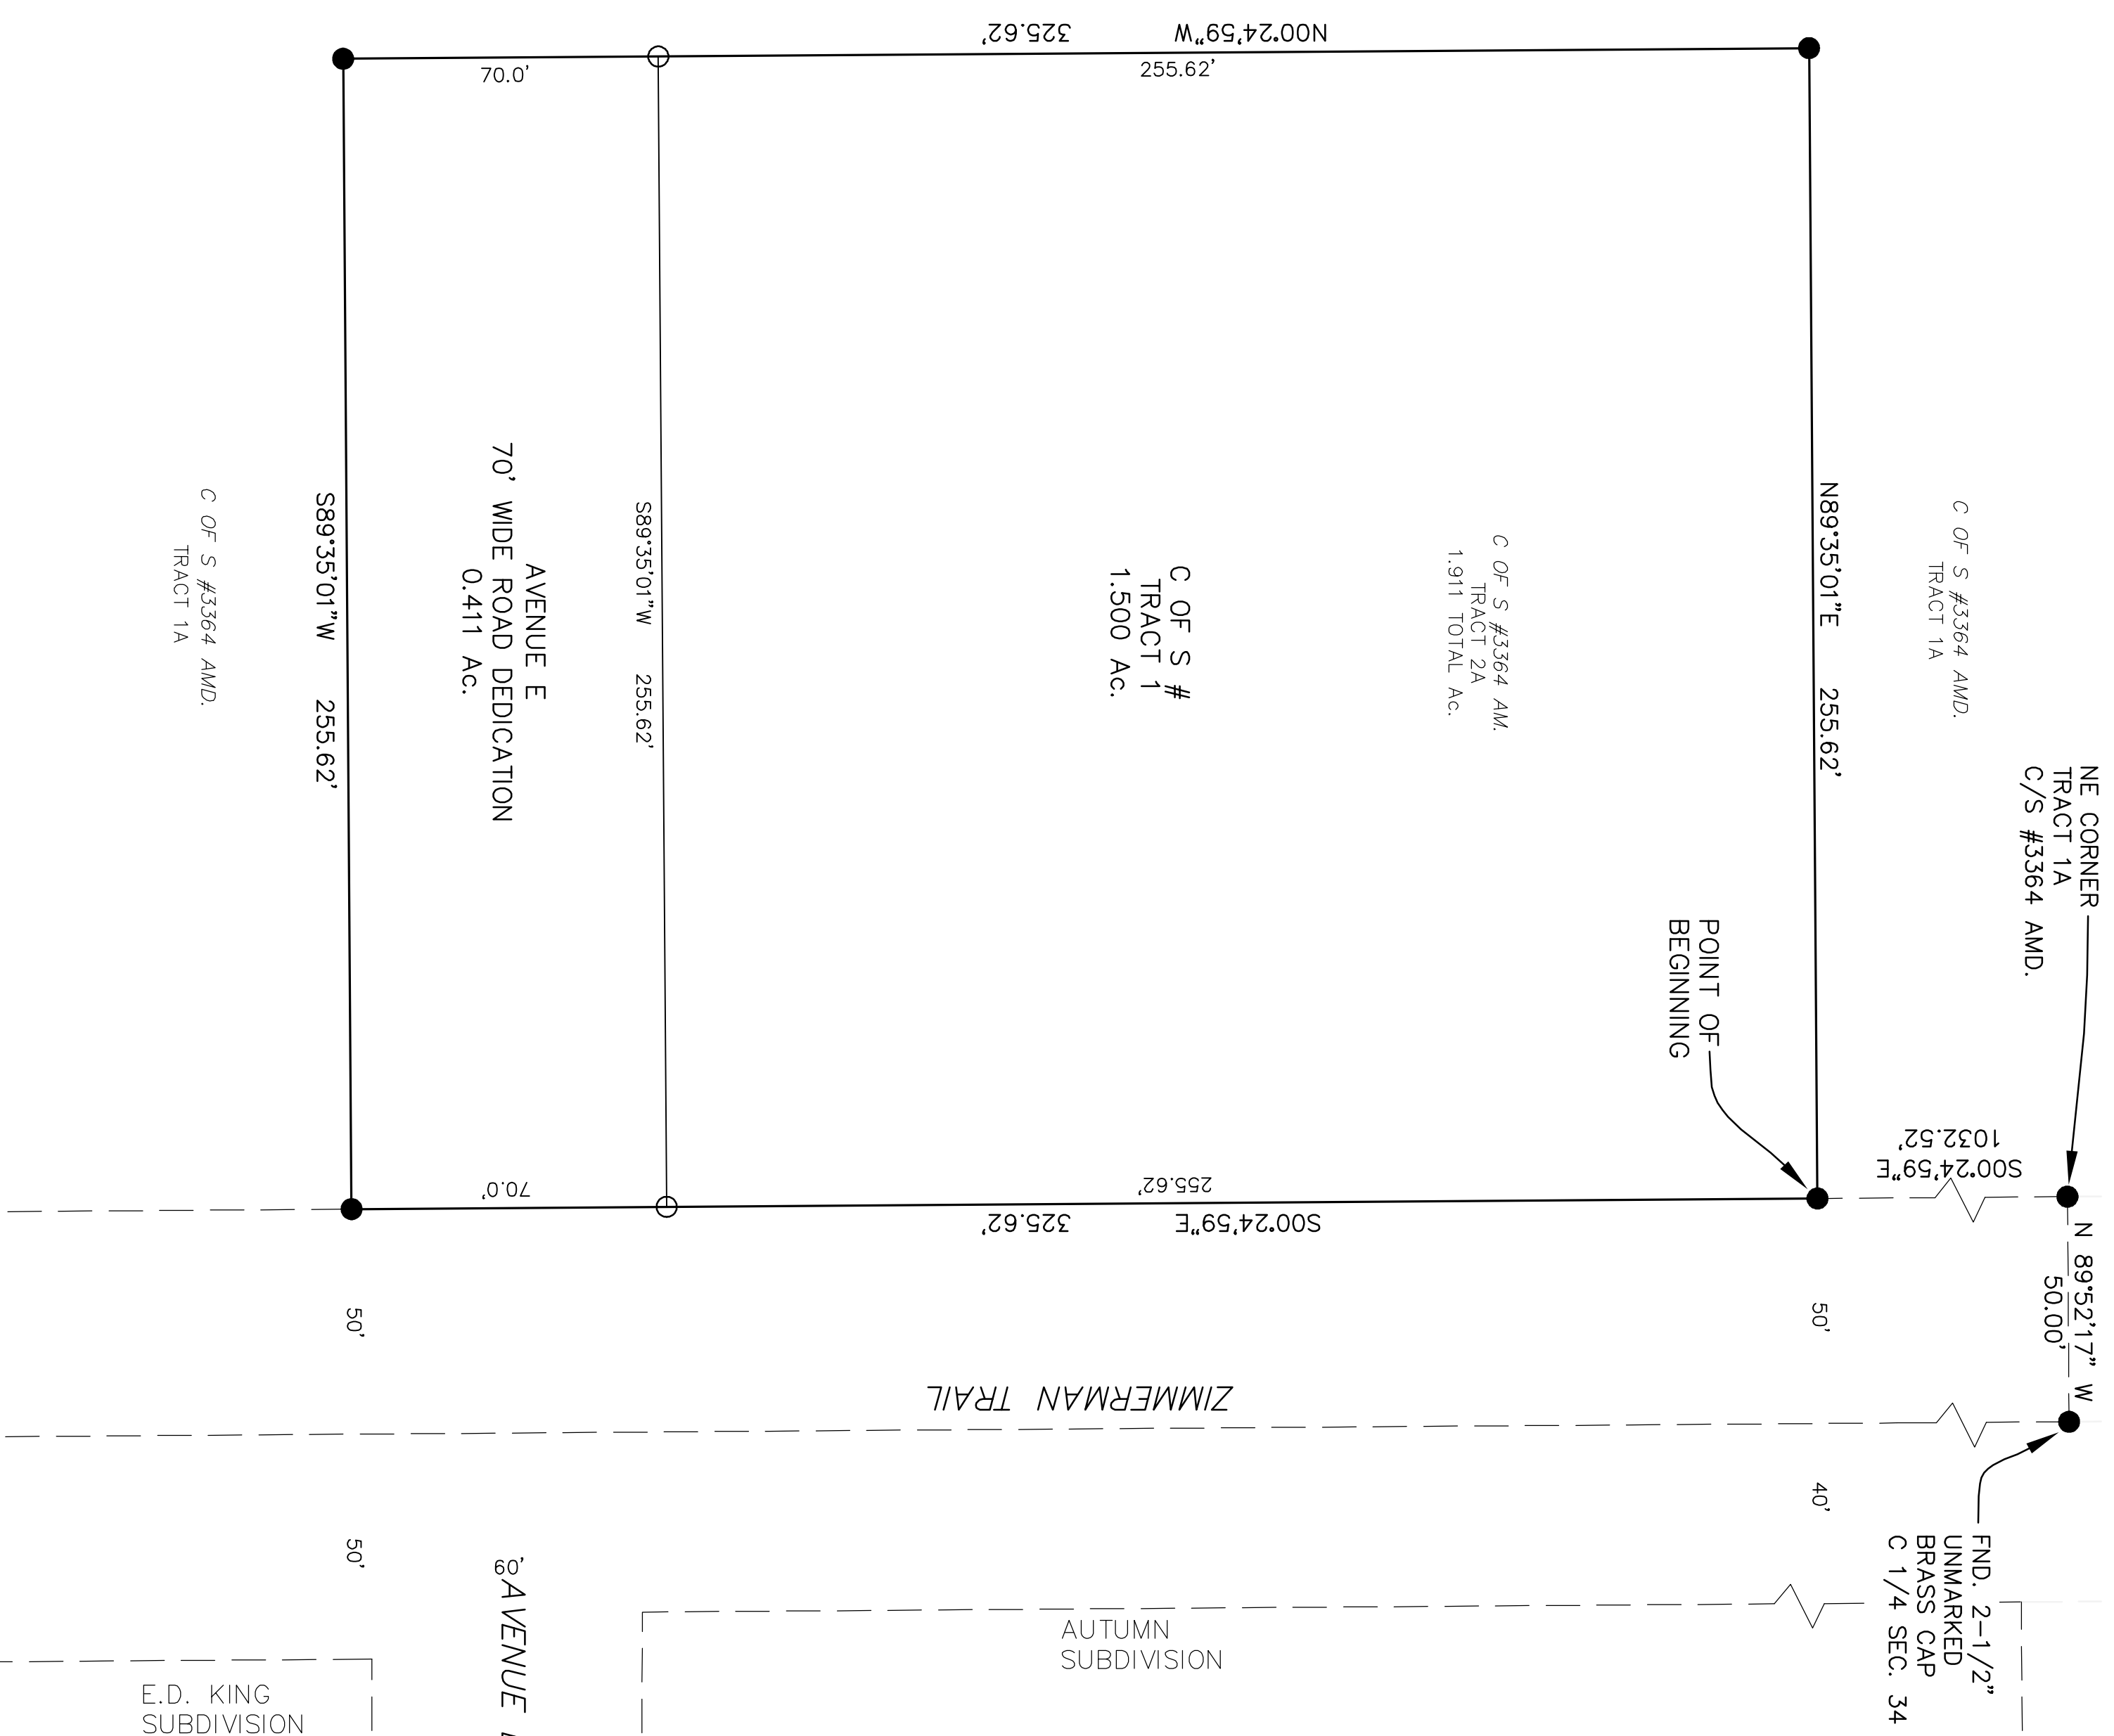 NE CORNER
TRACT 1A
C/S #3364 AMD.
N 89°52'17" W
50.00'
S00°24'59"E
1032.52'
FND. 2-1/2"
UNMARKED
BRASS CAP
C 1/4 SEC. 34
C OF S #3364 AMD.
TRACT 1A
N89°35'01"E 255.62'
POINT OF
BEGINNING
50'
40'
C OF S #3364 AM.
TRACT 2A
1.911 TOTAL Ac.
C OF S #
TRACT 1
1.500 Ac.
N00°24'59"W 325.62'
255.62'
70.0'
S00°24'59"E 325.62'
255.62'
70.0'
ZIMMERMAN TRAIL
AUTUMN
SUBDIVISION
S89°35'01"W 255.62'
AVENUE E
70' WIDE ROAD DEDICATION
0.411 Ac.
60'
AVENUE
S89°35'01"W 255.62'
50'
50'
C OF S #3364 AMD.
TRACT 1A
E.D. KING
SUBDIVISION